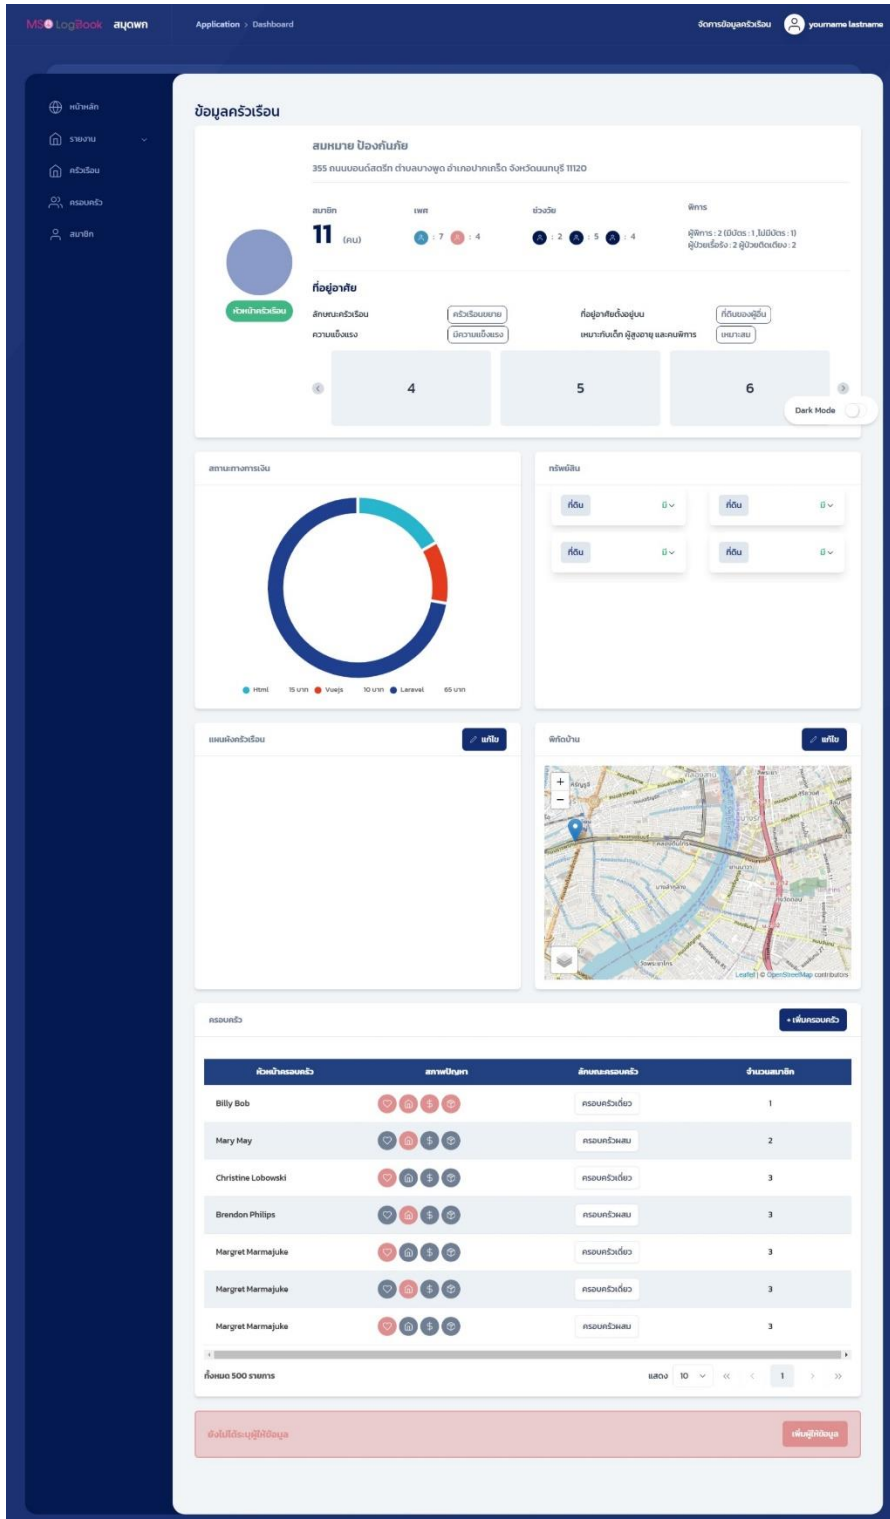 MSO LogBook สมุดพก
Application > Dashboard
จัดการข้อมูลครัวเรือน
yourname lastname
หน้าหลัก
รายงาน
ครัวเรือน
ครอบครัว
สมาชิก
ข้อมูลครัวเรือน
สมหมาย ป้องกันภัย
355 ถนนบอนด์สตรีท ตำบลบางพูด อำเภอปากเกร็ด จังหวัดนนทบุรี 11120
สมาชิก เพศ ช่วงวัย พิการ
11 (คน) : 7 : 4 : 2 : 5 : 4
ผู้พิการ : 2 (มีบัตร : 1 ,ไม่มีบัตร : 1)
ผู้ป่วยเรื้อรัง : 2 ผู้ป่วยติดเตียง : 2
หัวหน้าครัวเรือน
ที่อยู่อาศัย
ลักษณะครัวเรือน ครัวเรือนขยาย ที่อยู่อาศัยตั้งอยู่บน ที่ดินของผู้อื่น
ความแข็งแรง มีความแข็งแรง เหมาะกับเด็ก ผู้สูงอายุ และคนพิการ เหมาะสม
4 5 6
Dark Mode
สถานะทางการเงิน
Html 15 บาท Vuejs 10 บาท Laravel 65 บาท
ทรัพย์สิน
ที่ดิน มี ที่ดิน มี
ที่ดิน มี ที่ดิน มี
แผนผังครัวเรือน แก้ไข
พิกัดบ้าน แก้ไข
+
−
Leaflet | © OpenStreetMap contributors
ครอบครัว + เพิ่มครอบครัว
หัวหน้าครอบครัว สภาพปัญหา ลักษณะครอบครัว จำนวนสมาชิก
Billy Bob ครอบครัวเดี่ยว 1
Mary May ครอบครัวผสม 2
Christine Lobowski ครอบครัวเดี่ยว 3
Brendon Philips ครอบครัวผสม 3
Margret Marmajuke ครอบครัวเดี่ยว 3
Margret Marmajuke ครอบครัวเดี่ยว 3
Margret Marmajuke ครอบครัวผสม 3
ทั้งหมด 500 รายการ แสดง 10 << < 1 > >>
ยังไม่ได้ระบุผู้ให้ข้อมูล เพิ่มผู้ให้ข้อมูล